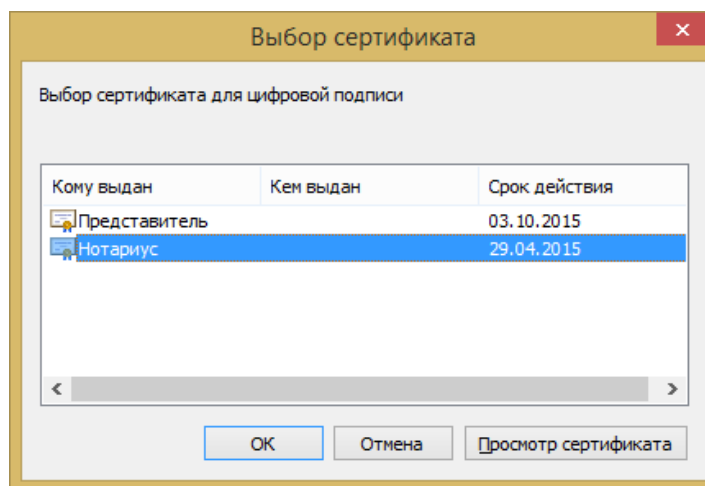 Выбор сертификата
Выбор сертификата для цифровой подписи
Кому выдан Кем выдан Срок действия
Представитель 03.10.2015
Нотариус 29.04.2015
ОК Отмена Просмотр сертификата